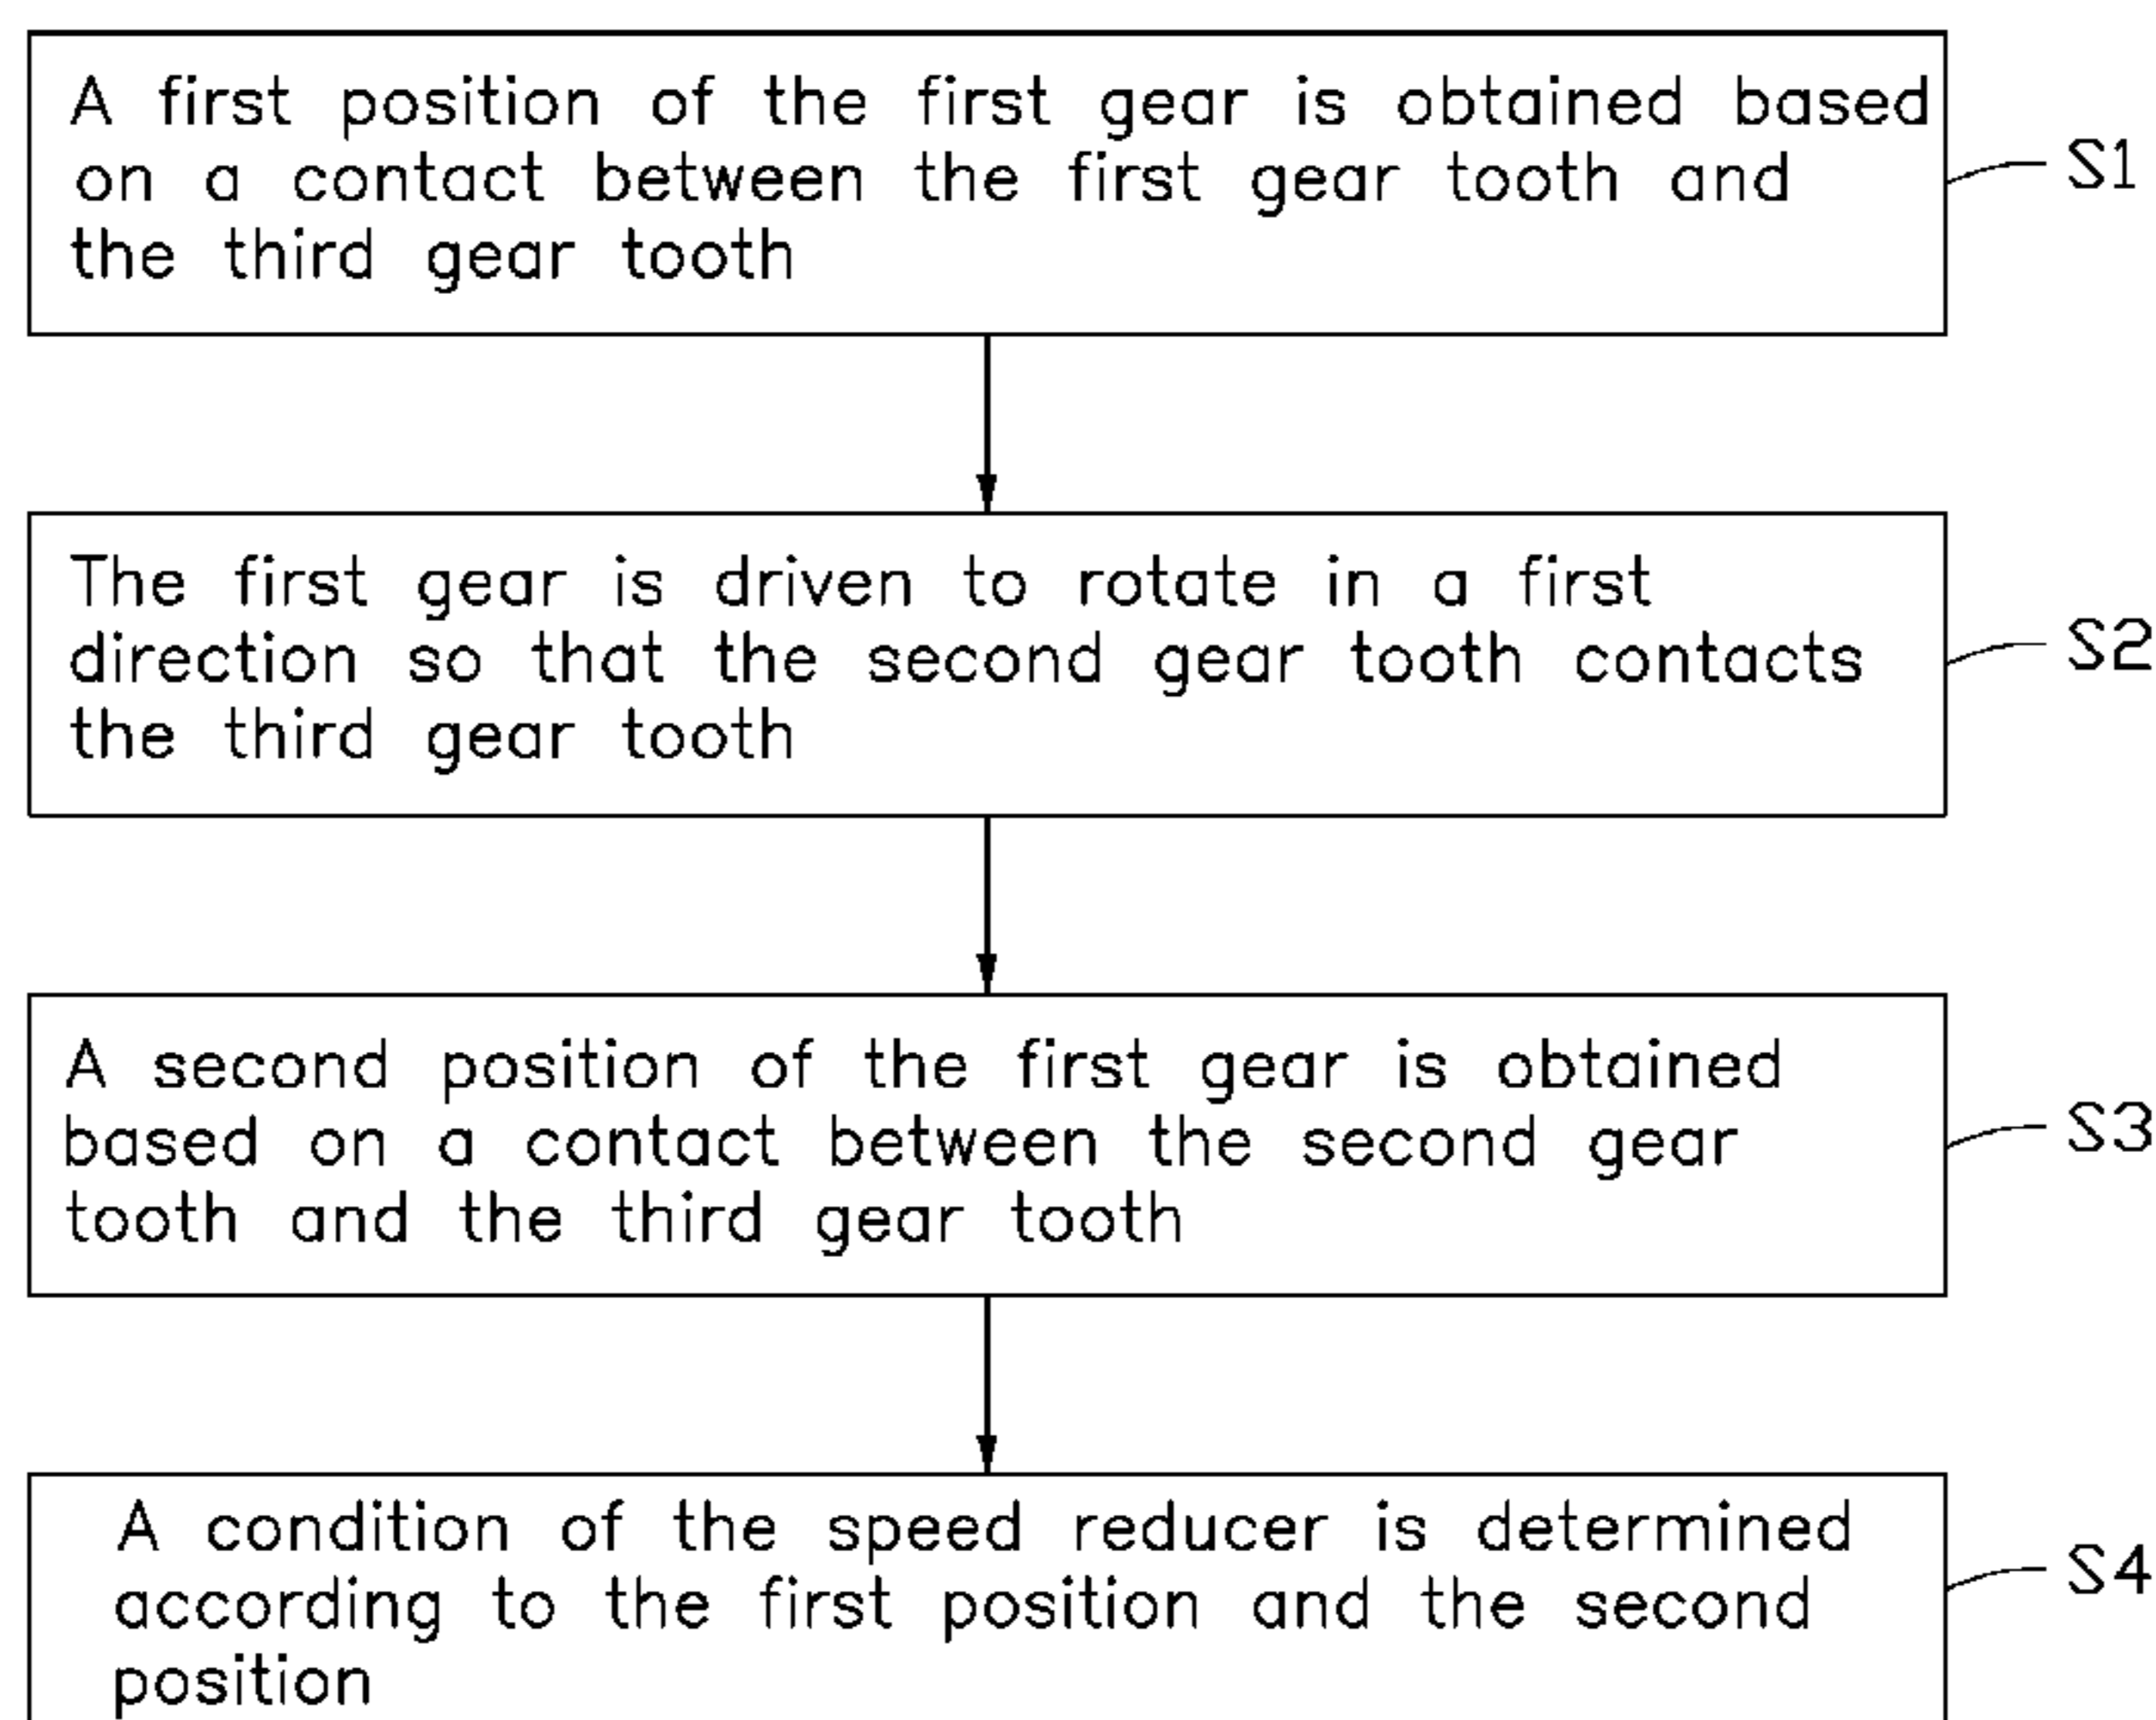 A first position of the first gear is obtained based
on a contact between the first gear tooth and
the third gear tooth
S1
The first gear is driven to rotate in a first
direction so that the second gear tooth contacts
the third gear tooth
S2
A second position of the first gear is obtained
based on a contact between the second gear
tooth and the third gear tooth
S3
A condition of the speed reducer is determined
according to the first position and the second
position
S4